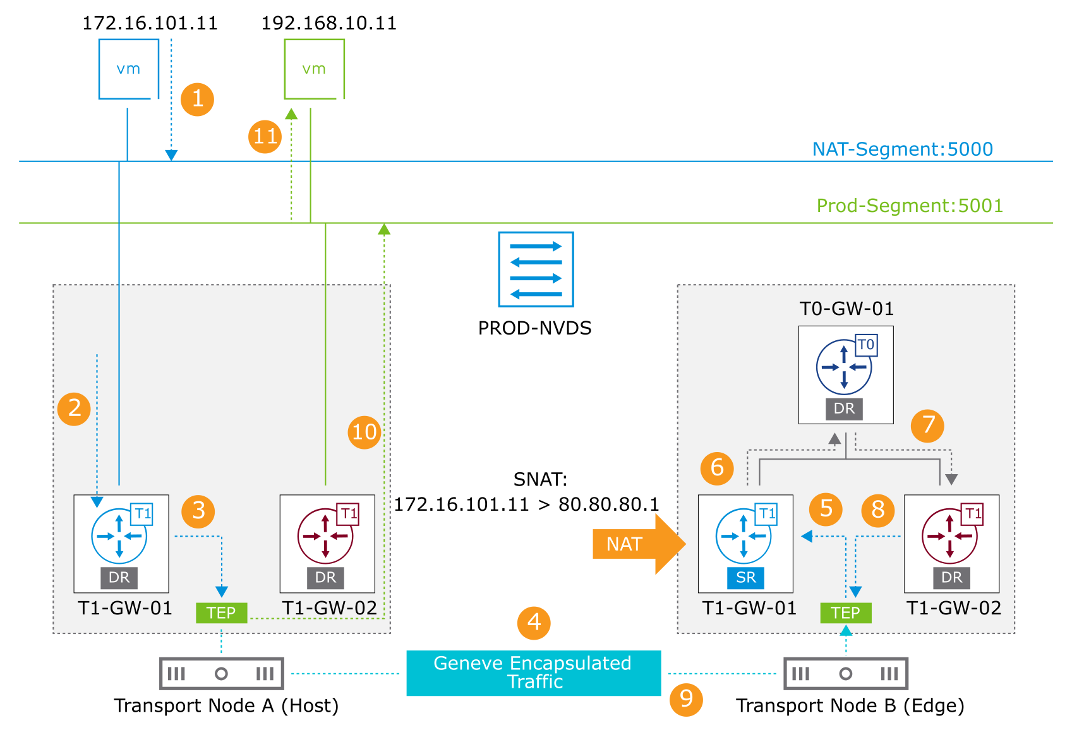 172.16.101.11
192.168.10.11
vm
vm
1
11
NAT-Segment:5000
Prod-Segment:5001
PROD-NVDS
T0-GW-01
T0
DR
2
10
7
6
SNAT:
172.16.101.11 > 80.80.80.1
3
5
8
T1
T1
T1
T1
NAT
DR
DR
SR
DR
T1-GW-01
T1-GW-02
T1-GW-01
T1-GW-02
TEP
TEP
4
Geneve Encapsulated
Traffic
9
Transport Node A (Host)
Transport Node B (Edge)